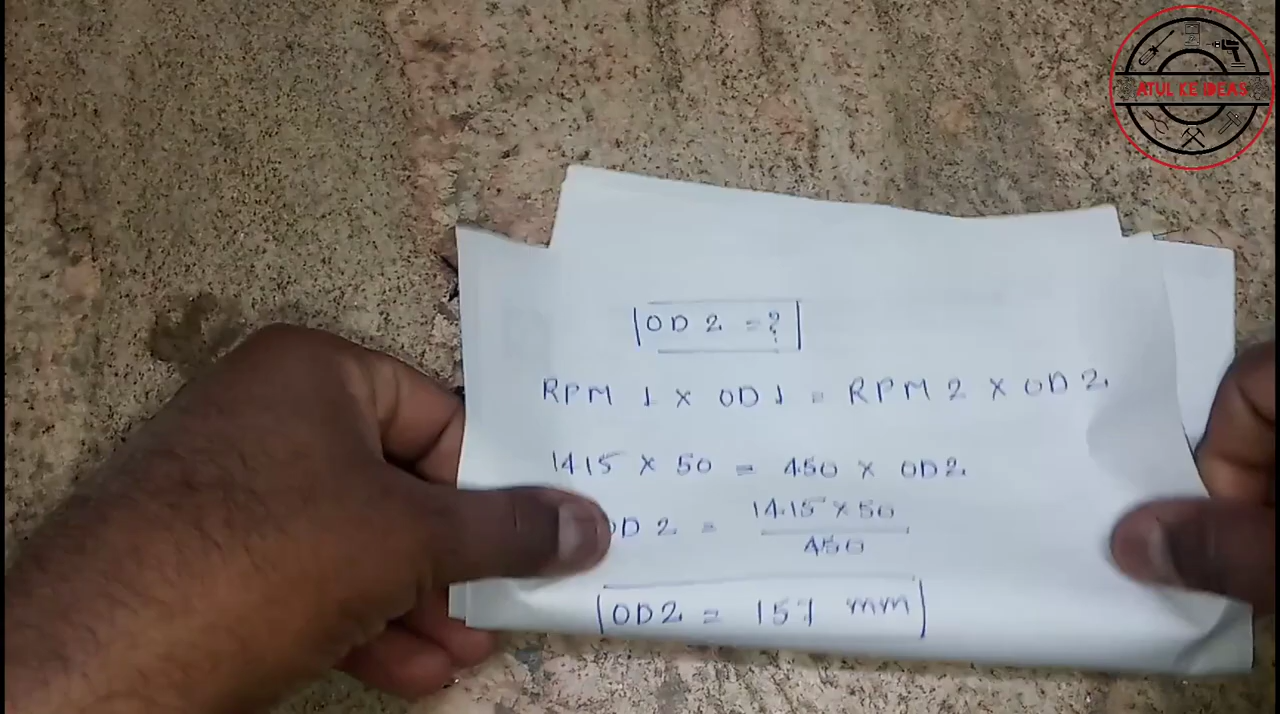 ATUL KE IDEAS
OD 2 = ?
RPM 1 X OD 1 = RPM 2 X OD 2
1415 X 50 = 450 X OD 2
OD 2 = 1415 X 50
450
OD 2 = 157 mm